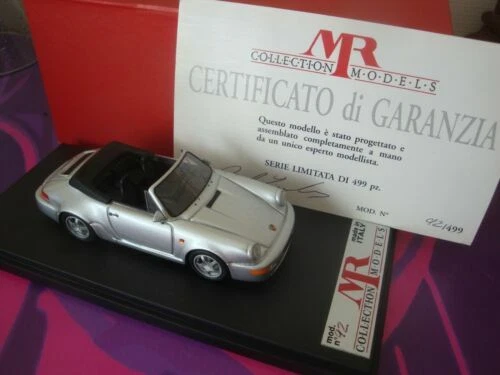 MR
COLLECTION MODELS
CERTIFICATO di GARANZIA
Questo modello è stato progettato e
assemblato completamente a mano
da un unico esperto modellista.
SERIE LIMITATA DI 499 pz.
MOD. N° 92/499
made in
ITALY
MR
COLLECTION
MODELS
mod.
n° 92